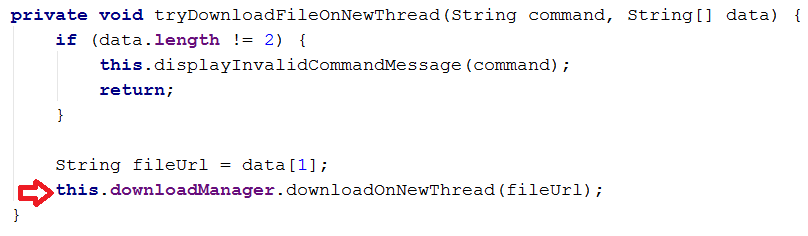 private void tryDownloadFileOnNewThread(String command, String[] data) {
if (data.length != 2) {
this.displayInvalidCommandMessage(command);
return;
}
String fileUrl = data[1];
this.downloadManager.downloadOnNewThread(fileUrl);
}